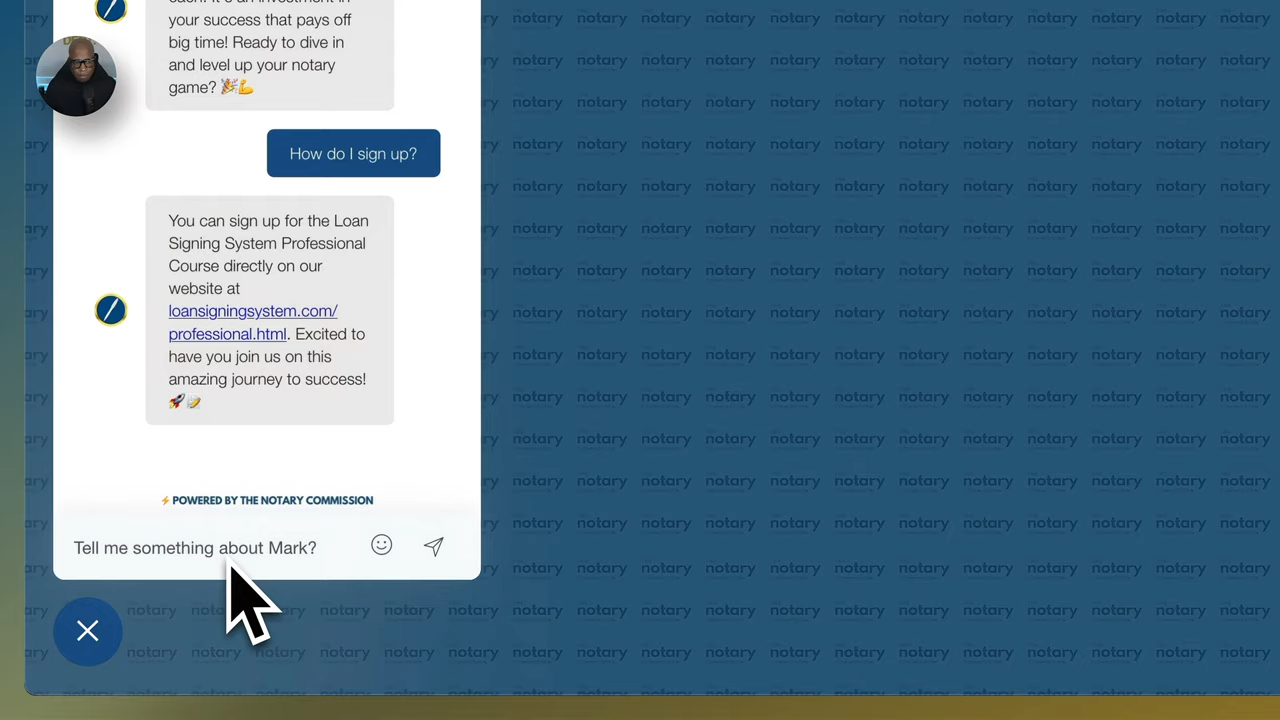 your success that pays off
big time! Ready to dive in
and level up your notary
game? 🎉💪
How do I sign up?
You can sign up for the Loan
Signing System Professional
Course directly on our
website at
loansigningsystem.com/
professional.html. Excited to
have you join us on this
amazing journey to success!
🚀📝
⚡POWERED BY THE NOTARY COMMISSION
Tell me something about Mark?